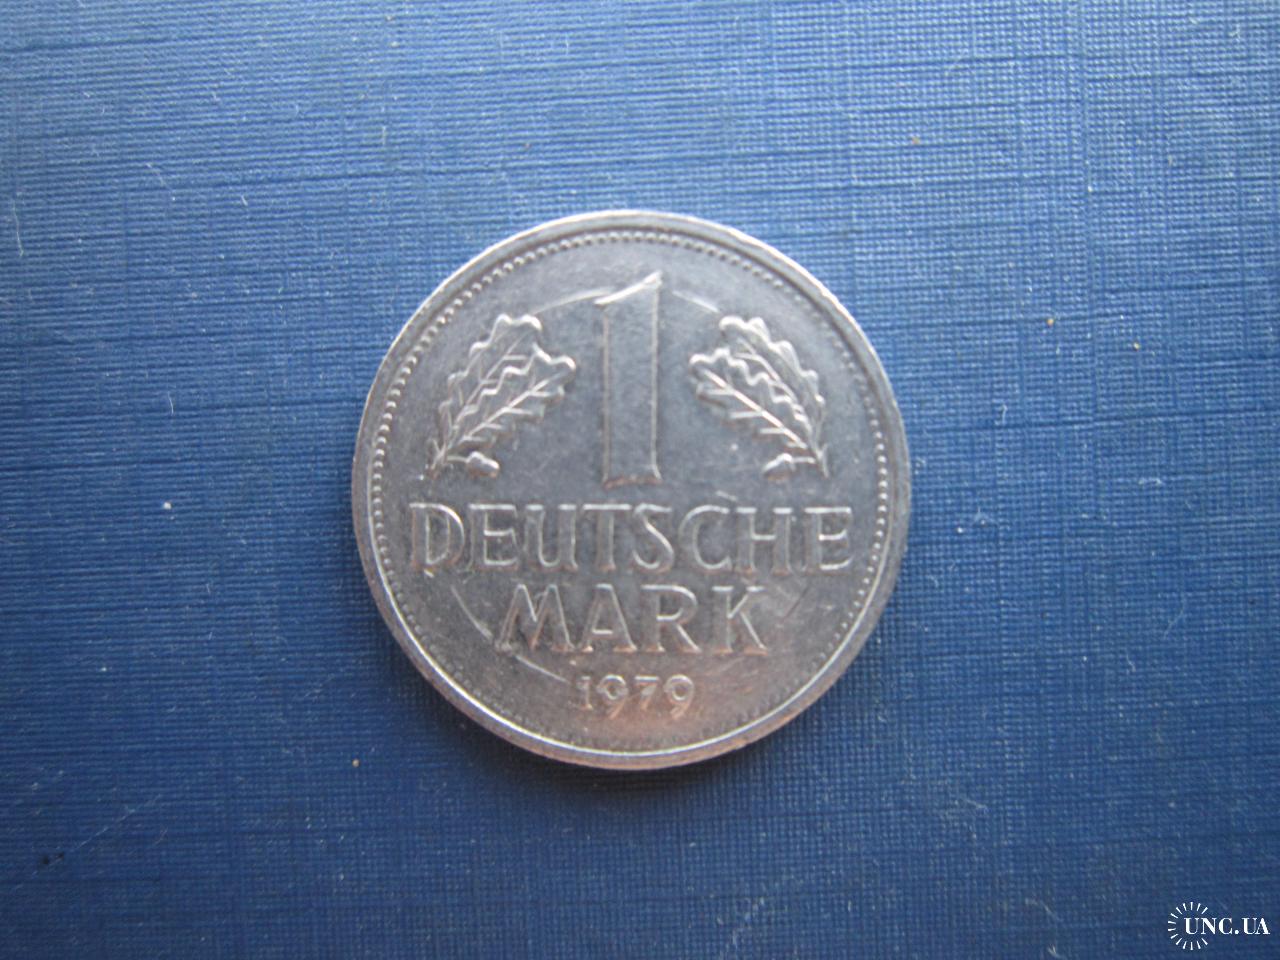 1
DEUTSCHE
MARK
1979
UNC.UA